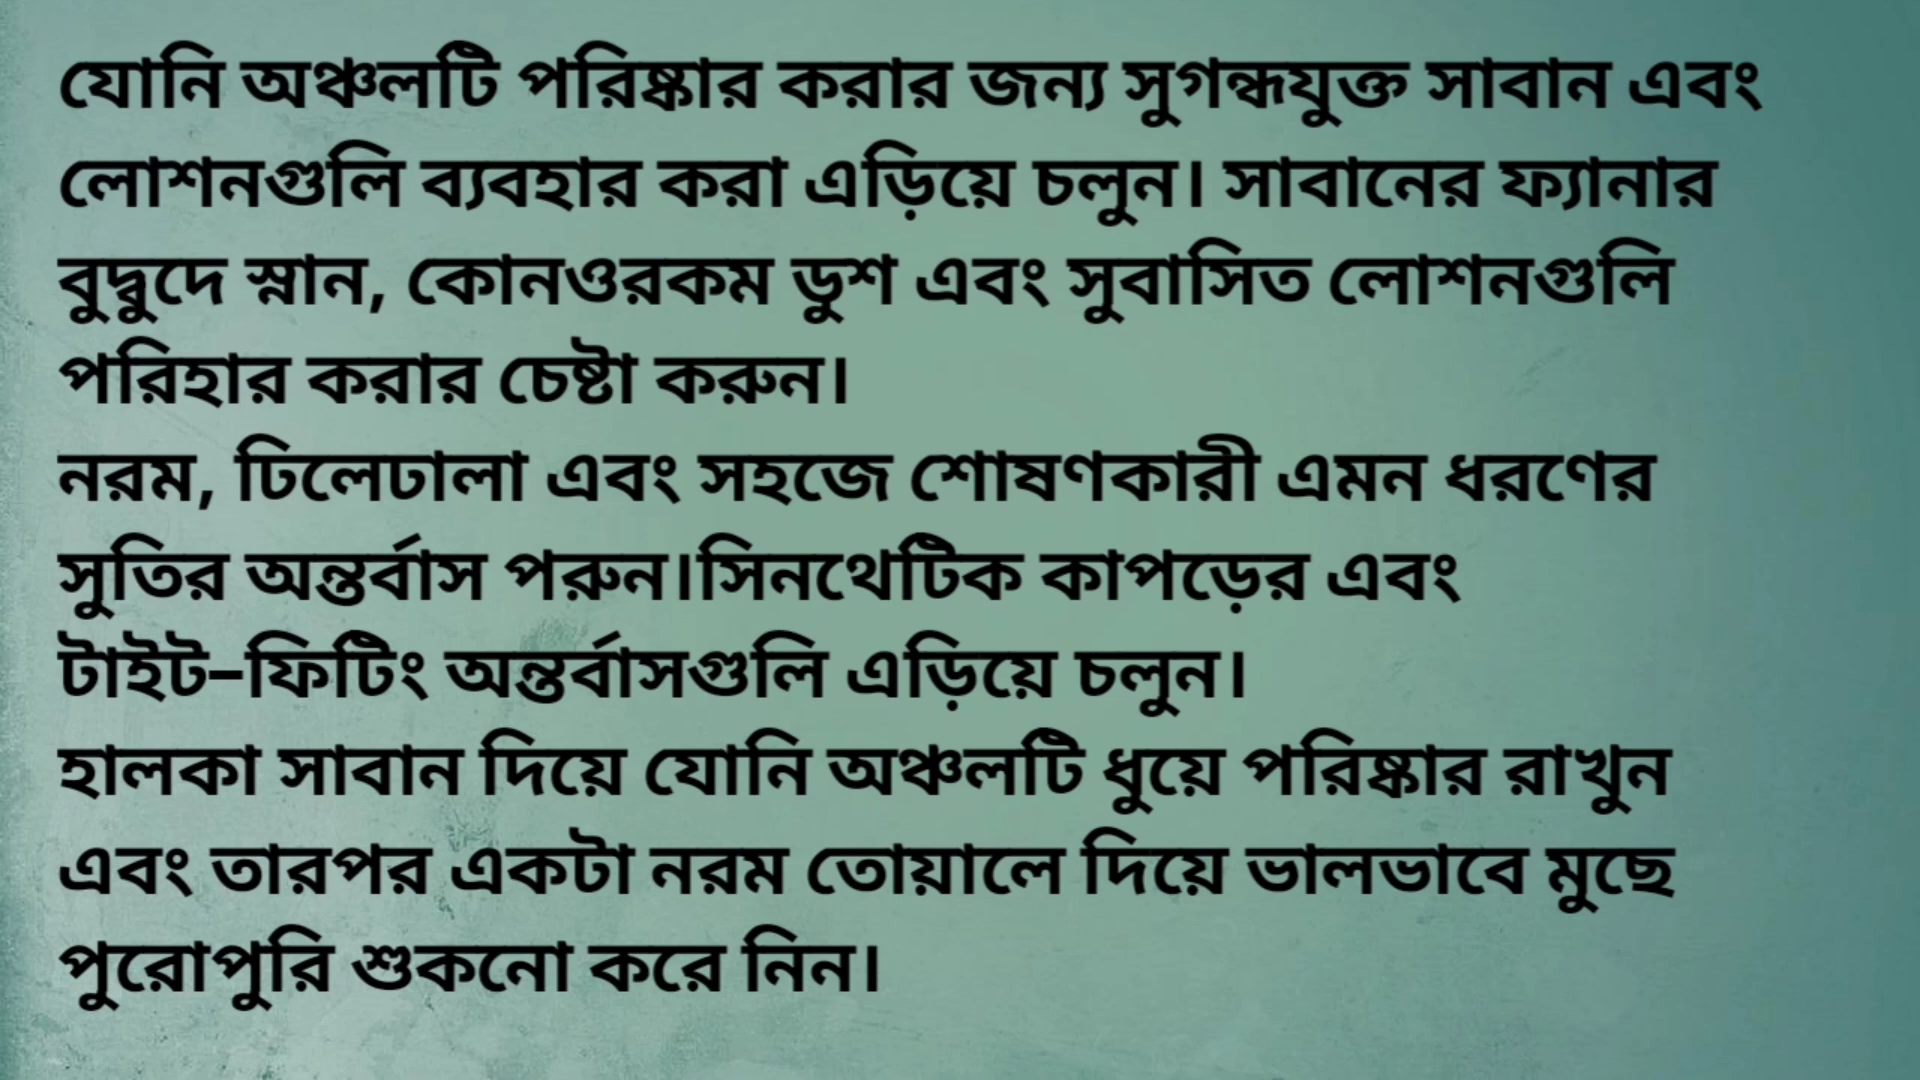 যোনি অঞ্চলটি পরিষ্কার করার জন্য সুগন্ধযুক্ত সাবান এবং
লোশনগুলি ব্যবহার করা এড়িয়ে চলুন। সাবানের ফ্যানার
বুদ্বুদে স্নান, কোনওরকম ডুশ এবং সুবাসিত লোশনগুলি
পরিহার করার চেষ্টা করুন।
নরম, ঢিলেঢালা এবং সহজে শোষণকারী এমন ধরণের
সুতির অন্তর্বাস পরুন।সিনথেটিক কাপড়ের এবং
টাইট–ফিটিং অন্তর্বাসগুলি এড়িয়ে চলুন।
হালকা সাবান দিয়ে যোনি অঞ্চলটি ধুয়ে পরিষ্কার রাখুন
এবং তারপর একটা নরম তোয়ালে দিয়ে ভালভাবে মুছে
পুরোপুরি শুকনো করে নিন।